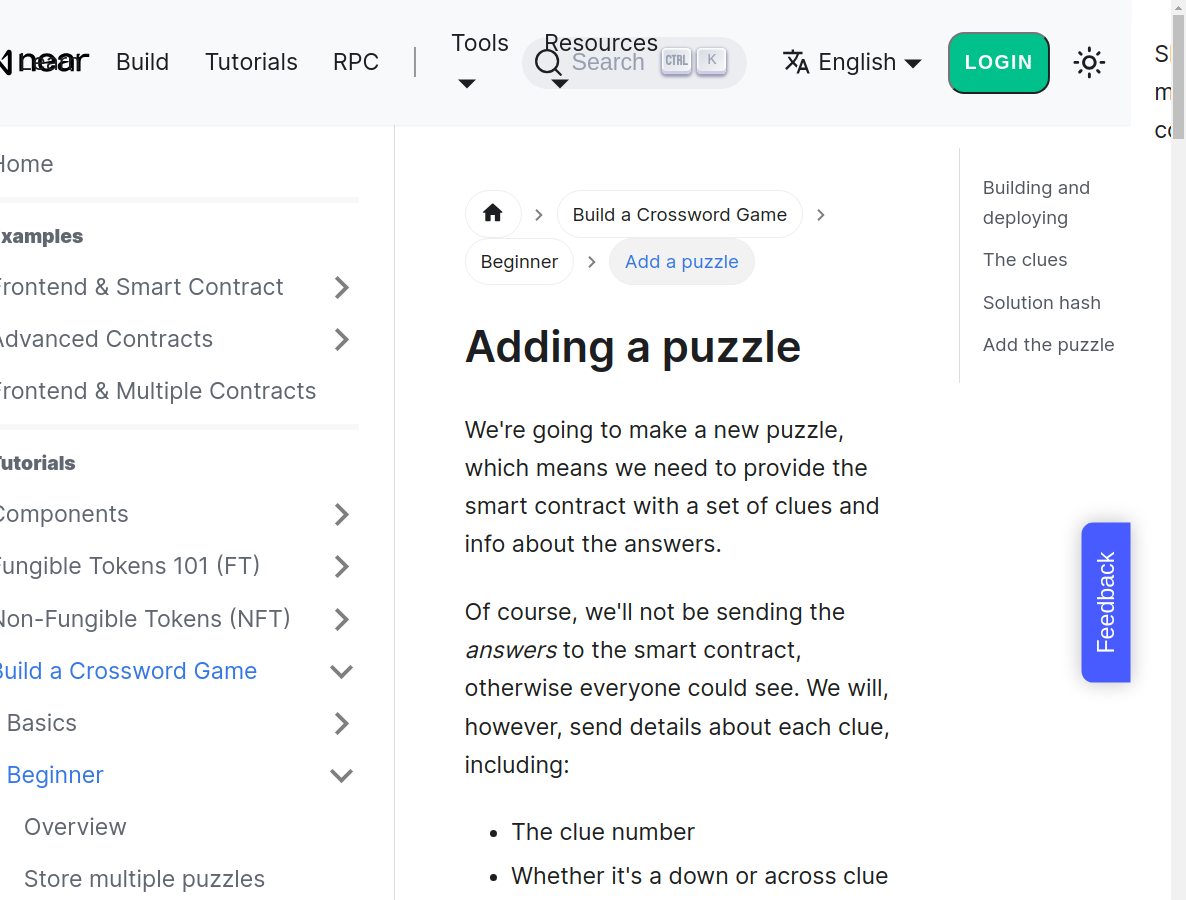 near
Build
Tutorials
RPC
Tools
Resources
Search
CTRL
K
English
LOGIN
Home
Examples
Frontend & Smart Contract
Advanced Contracts
Frontend & Multiple Contracts
Tutorials
Components
Fungible Tokens 101 (FT)
Non-Fungible Tokens (NFT)
Build a Crossword Game
Basics
Beginner
Overview
Store multiple puzzles
Build a Crossword Game
Beginner
Add a puzzle
Adding a puzzle
We're going to make a new puzzle,
which means we need to provide the
smart contract with a set of clues and
info about the answers.
Of course, we'll not be sending the
answers to the smart contract,
otherwise everyone could see. We will,
however, send details about each clue,
including:
The clue number
Whether it's a down or across clue
Building and
deploying
The clues
Solution hash
Add the puzzle
Feedback